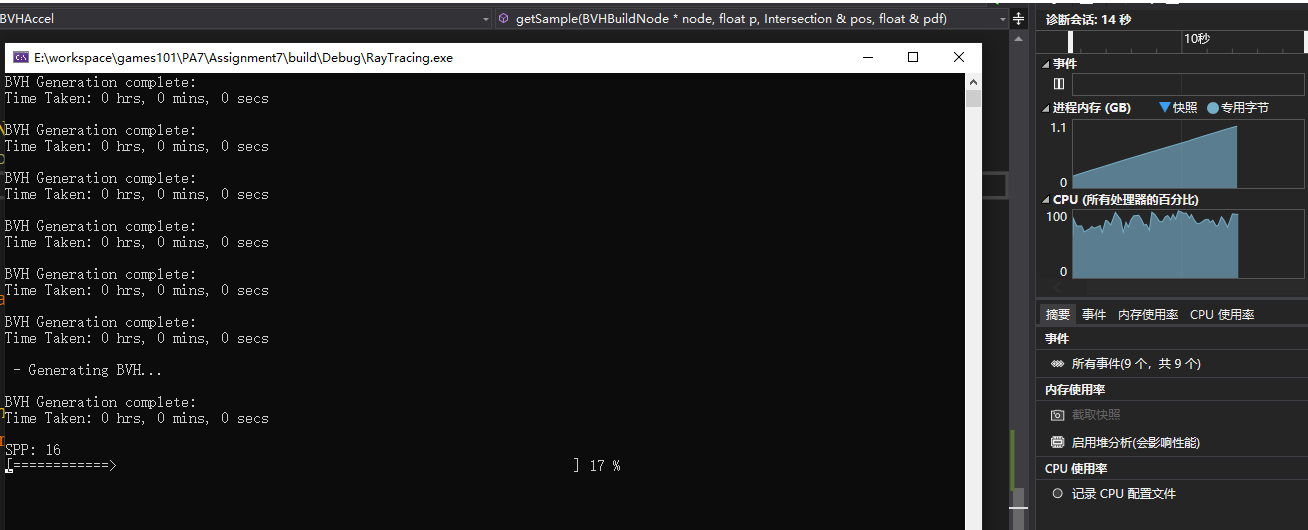 BVHAccel
getSample(BVHBuildNode * node, float p, Intersection & pos, float & pdf)
E:\workspace\games101\PA7\Assignment7\build\Debug\RayTracing.exe
BVH Generation complete:
Time Taken: 0 hrs, 0 mins, 0 secs
BVH Generation complete:
Time Taken: 0 hrs, 0 mins, 0 secs
BVH Generation complete:
Time Taken: 0 hrs, 0 mins, 0 secs
BVH Generation complete:
Time Taken: 0 hrs, 0 mins, 0 secs
BVH Generation complete:
Time Taken: 0 hrs, 0 mins, 0 secs
BVH Generation complete:
Time Taken: 0 hrs, 0 mins, 0 secs
- Generating BVH...
BVH Generation complete:
Time Taken: 0 hrs, 0 mins, 0 secs
SPP: 16
[============> ] 17 %
诊断会话: 14 秒
10秒
事件
进程内存 (GB)
快照
专用字节
1.1
0
CPU (所有处理器的百分比)
100
0
摘要 事件 内存使用率 CPU 使用率
事件
所有事件(9 个，共 9 个)
内存使用率
截取快照
启用堆分析(会影响性能)
CPU 使用率
记录 CPU 配置文件